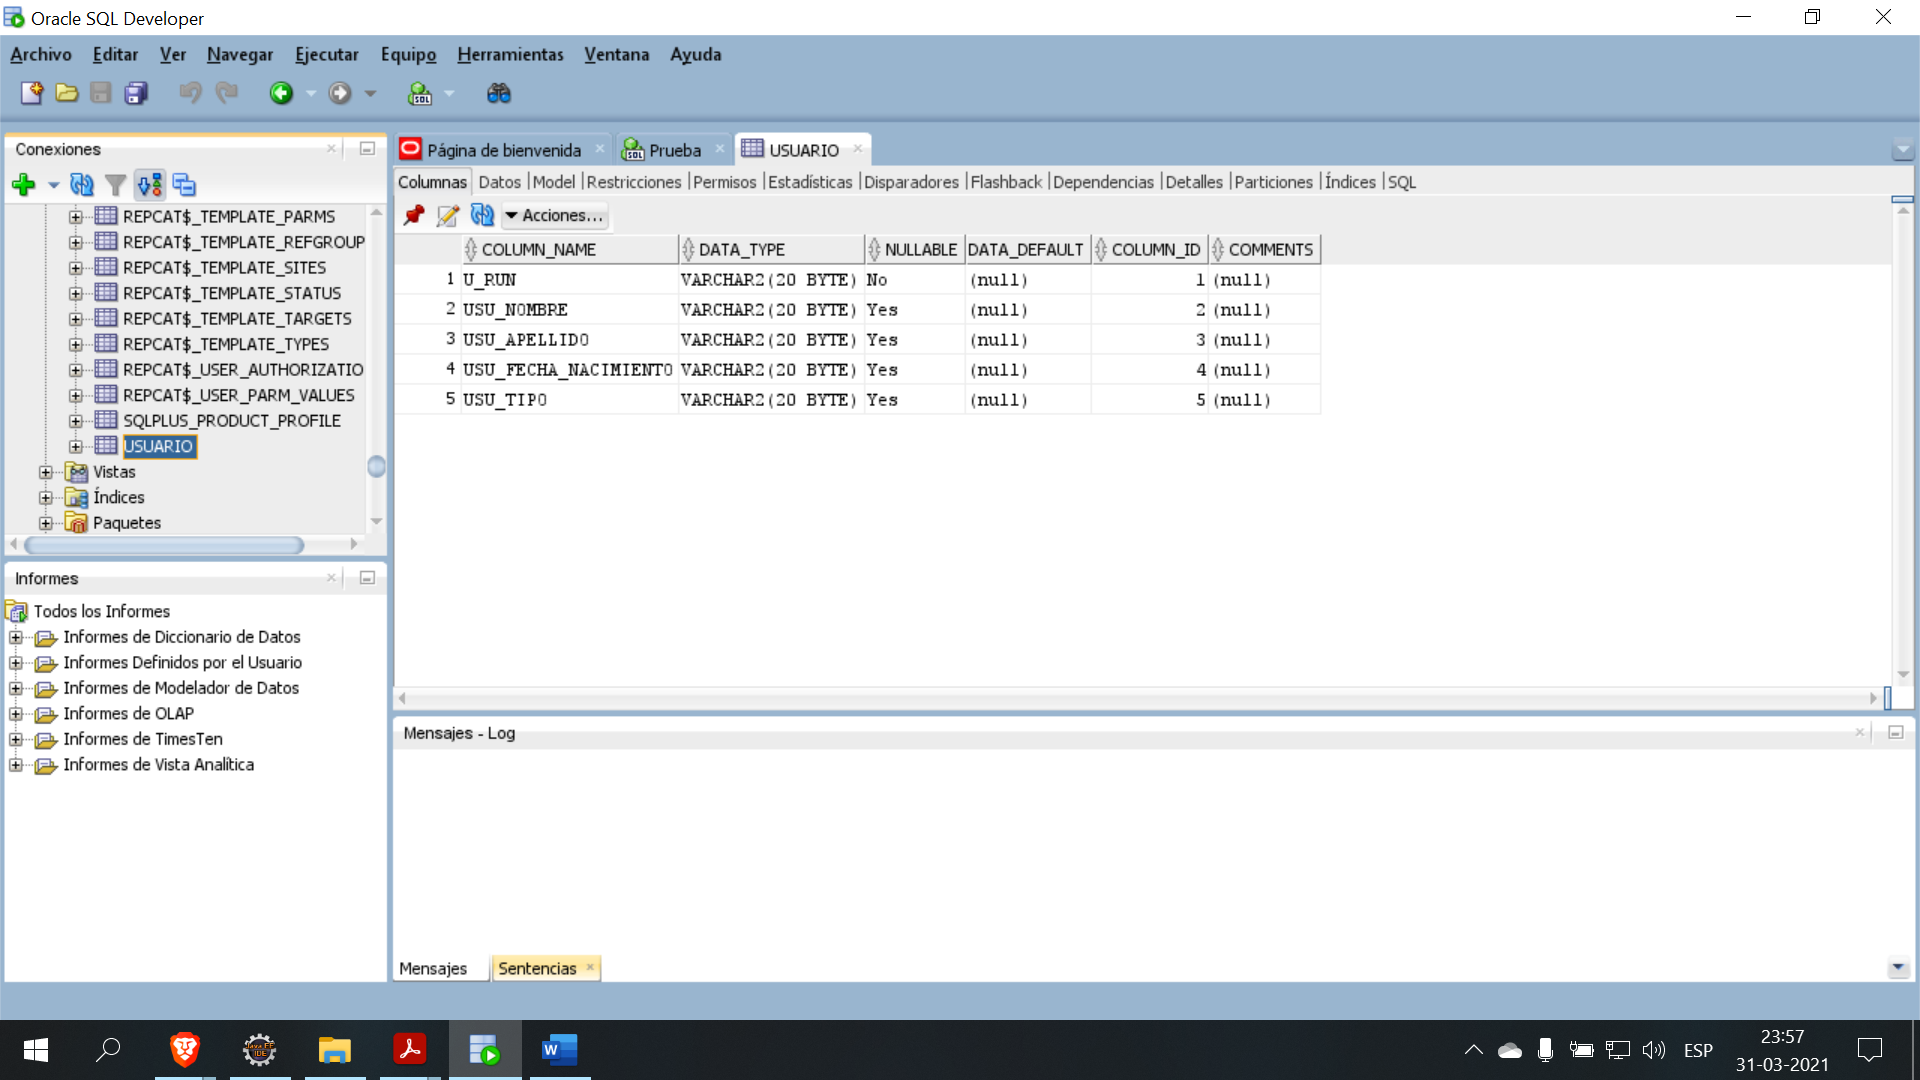 Oracle SQL Developer
Archivo Editar Ver Navegar Ejecutar Equipo Herramientas Ventana Ayuda
Conexiones
REPCAT$_TEMPLATE_PARMS
REPCAT$_TEMPLATE_REFGROUP
REPCAT$_TEMPLATE_SITES
REPCAT$_TEMPLATE_STATUS
REPCAT$_TEMPLATE_TARGETS
REPCAT$_TEMPLATE_TYPES
REPCAT$_USER_AUTHORIZATIO
REPCAT$_USER_PARM_VALUES
SQLPLUS_PRODUCT_PROFILE
USUARIO
Vistas
Índices
Paquetes
Informes
Todos los Informes
Informes de Diccionario de Datos
Informes Definidos por el Usuario
Informes de Modelador de Datos
Informes de OLAP
Informes de TimesTen
Informes de Vista Analítica
Página de bienvenida Prueba USUARIO
Columnas Datos Model Restricciones Permisos Estadísticas Disparadores Flashback Dependencias Detalles Particiones Índices SQL
Acciones...
COLUMN_NAME DATA_TYPE NULLABLE DATA_DEFAULT COLUMN_ID COMMENTS
1 U_RUN VARCHAR2(20 BYTE) No (null) 1 (null)
2 USU_NOMBRE VARCHAR2(20 BYTE) Yes (null) 2 (null)
3 USU_APELLIDO VARCHAR2(20 BYTE) Yes (null) 3 (null)
4 USU_FECHA_NACIMIENTO VARCHAR2(20 BYTE) Yes (null) 4 (null)
5 USU_TIPO VARCHAR2(20 BYTE) Yes (null) 5 (null)
Mensajes - Log
Mensajes Sentencias
ESP
23:57
31-03-2021